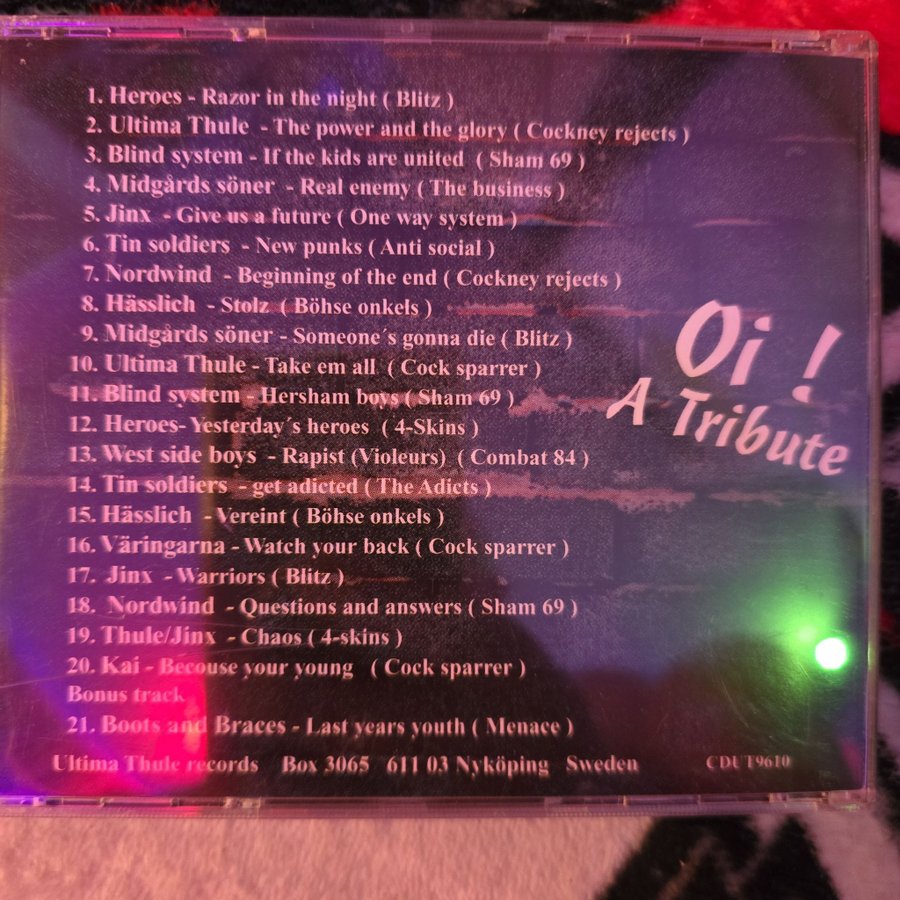 1. Heroes - Razor in the night ( Blitz )
2. Ultima Thule - The power and the glory ( Cockney rejects )
3. Blind system - If the kids are united ( Sham 69 )
4. Midgårds söner - Real enemy ( The business )
5. Jinx - Give us a future ( One way system )
6. Tin soldiers - New punks ( Anti social )
7. Nordwind - Beginning of the end ( Cockney rejects )
8. Hässlich - Stolz ( Böhse onkels )
9. Midgårds söner - Someone´s gonna die ( Blitz )
10. Ultima Thule - Take em all ( Cock sparrer )
11. Blind system - Hersham boys ( Sham 69 )
12. Heroes- Yesterday´s heroes ( 4-Skins )
13. West side boys - Rapist (Violeurs) ( Combat 84 )
14. Tin soldiers - get adicted ( The Adicts )
15. Hässlich - Vereint ( Böhse onkels )
16. Väringarna - Watch your back ( Cock sparrer )
17. Jinx - Warriors ( Blitz )
18. Nordwind - Questions and answers ( Sham 69 )
19. Thule/Jinx - Chaos ( 4-skins )
20. Kai - Becouse your young ( Cock sparrer )
Bonus track
21. Boots and Braces - Last years youth ( Menace )
Oi !
A Tribute
Ultima Thule records Box 3065 611 03 Nyköping Sweden CDUT9610